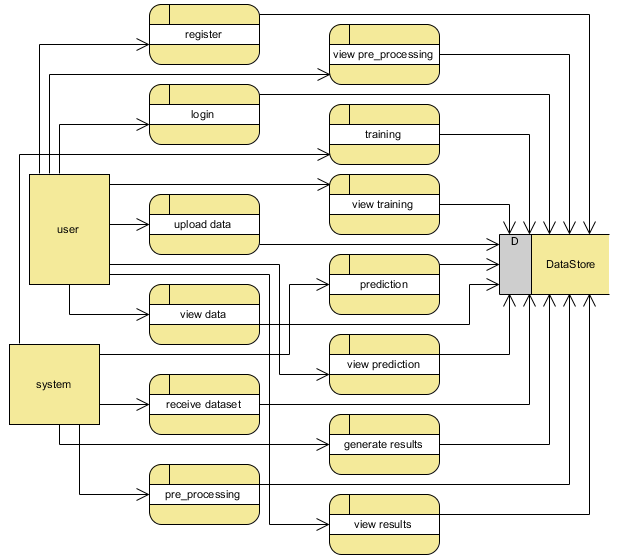 register
view pre_processing
login
training
view training
user
upload data
D
DataStore
prediction
view data
view prediction
system
receive dataset
generate results
pre_processing
view results